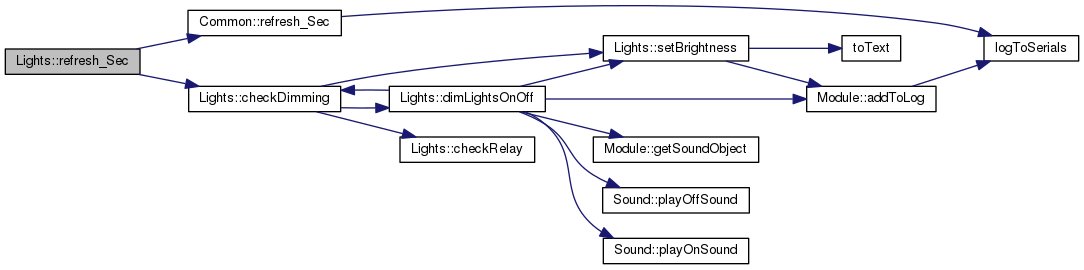 Common::refresh_Sec
Lights::refresh_Sec
Lights::setBrightness
toText
logToSerials
Lights::checkDimming
Lights::dimLightsOnOff
Module::addToLog
Lights::checkRelay
Module::getSoundObject
Sound::playOffSound
Sound::playOnSound